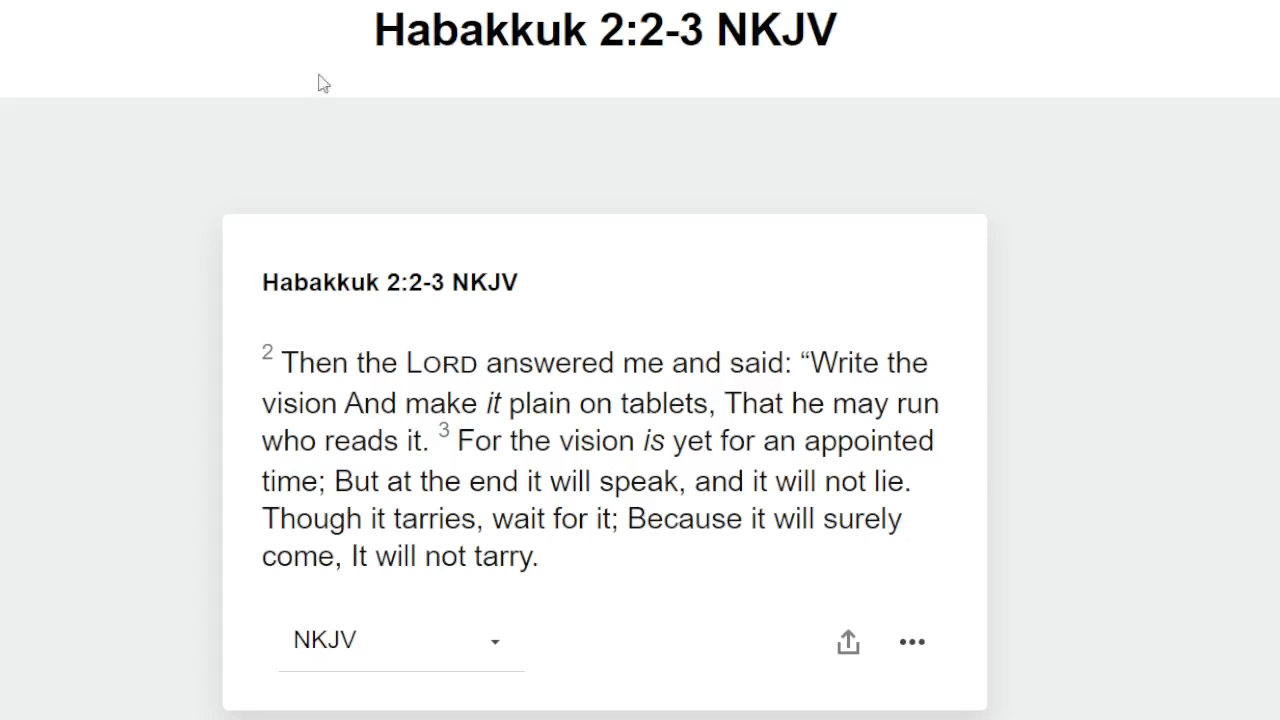 Habakkuk 2:2-3 NKJV
Habakkuk 2:2-3 NKJV
2 Then the LORD answered me and said: “Write the
vision And make it plain on tablets, That he may run
who reads it. 3 For the vision is yet for an appointed
time; But at the end it will speak, and it will not lie.
Though it tarries, wait for it; Because it will surely
come, It will not tarry.
NKJV